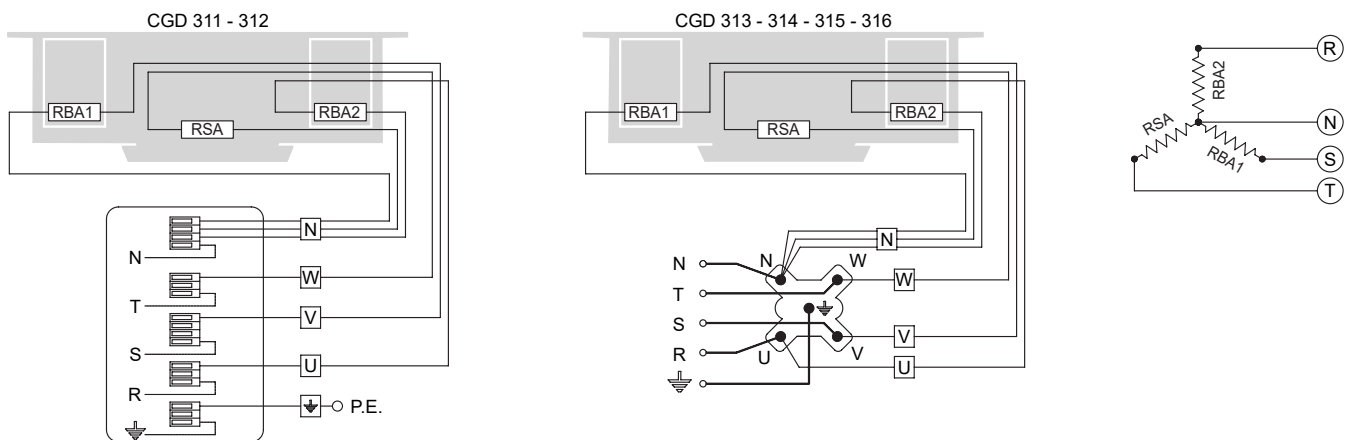 CGD 311 - 312
RBA1
RSA
RBA2
N
N
W
T
V
S
U
R
P.E.
CGD 313 - 314 - 315 - 316
RBA1
RSA
RBA2
N
N
N
W
W
T
S
V
V
R
U
U
R
RBA2
N
RSA
RBA1
S
T